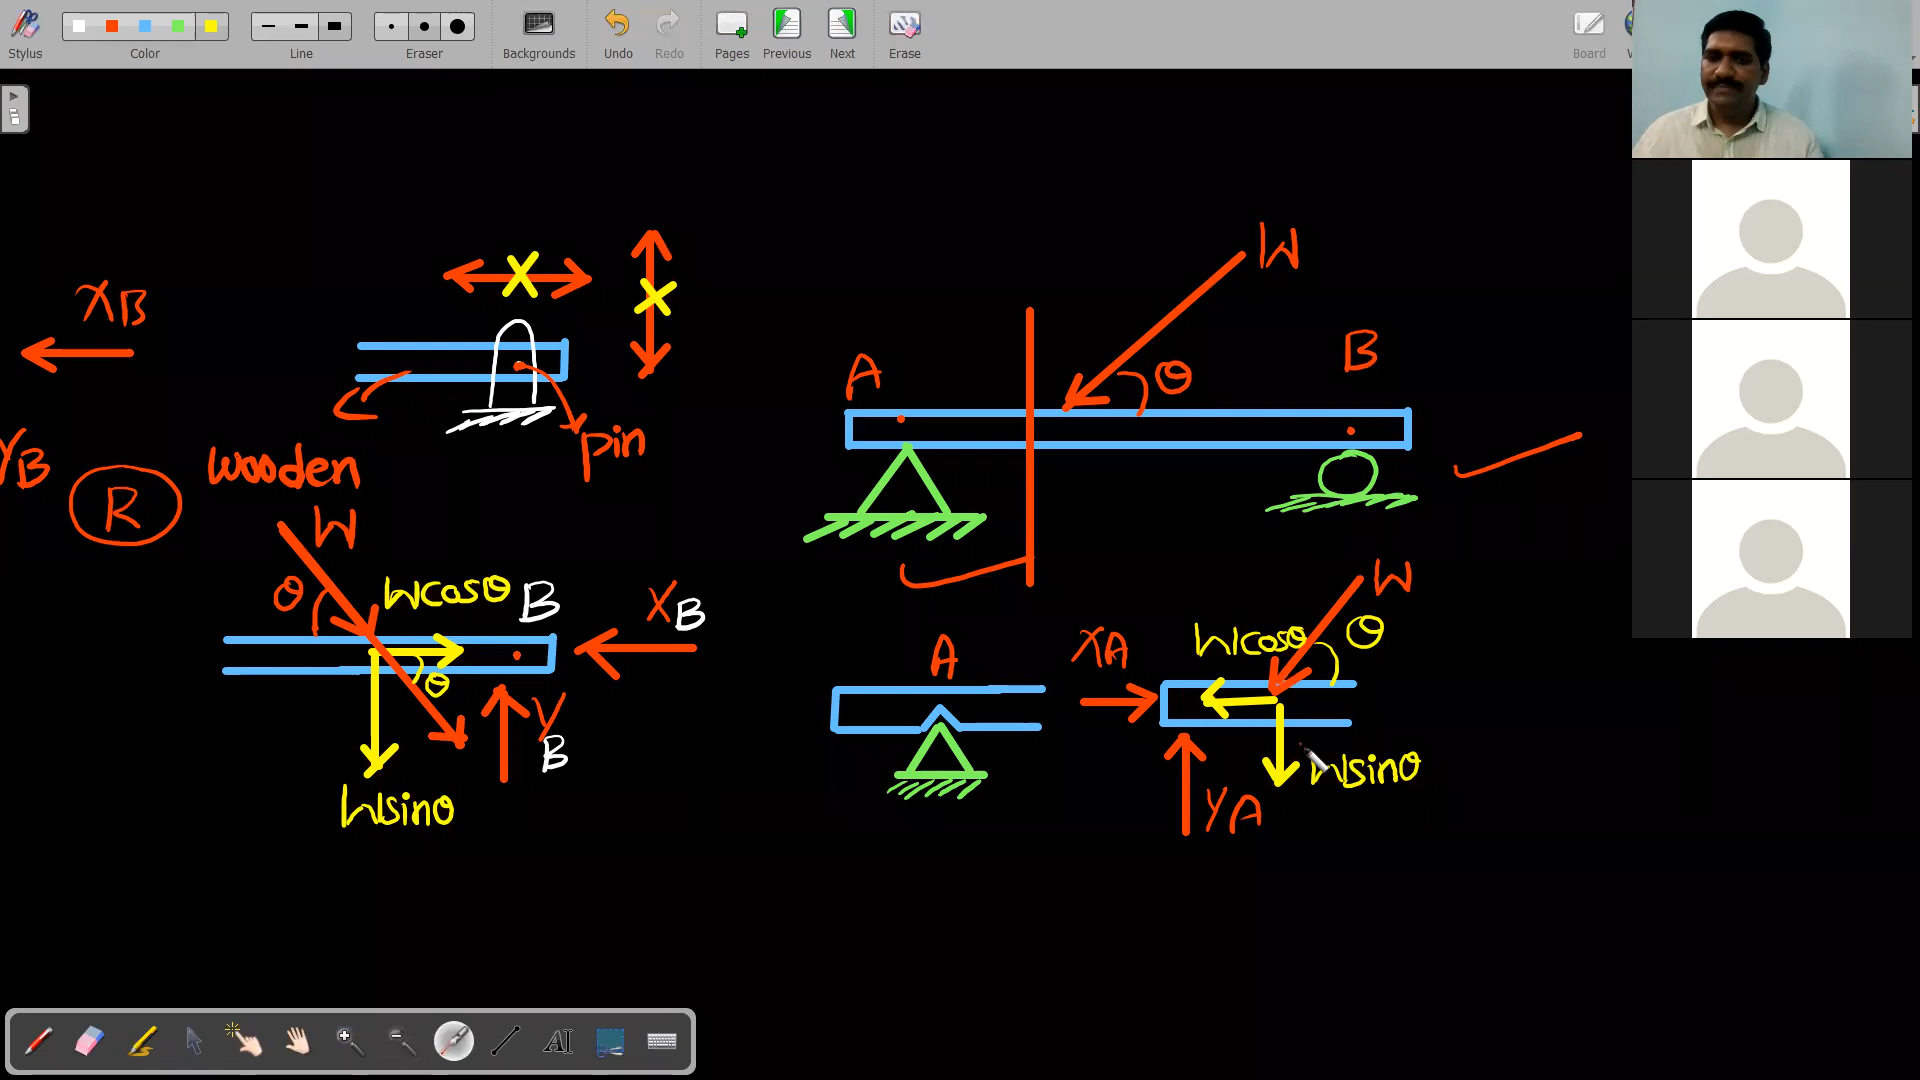 Stylus
Color
Line
Eraser
Backgrounds
Undo
Redo
Pages
Previous
Next
Erase
Board
W
XB
YB
R
wooden
pin
W
θ
Wcosθ
B
XB
θ
YB
Wsinθ
W
A
θ
B
A
XA
W
Wcosθ
θ
YA
Wsinθ
AI